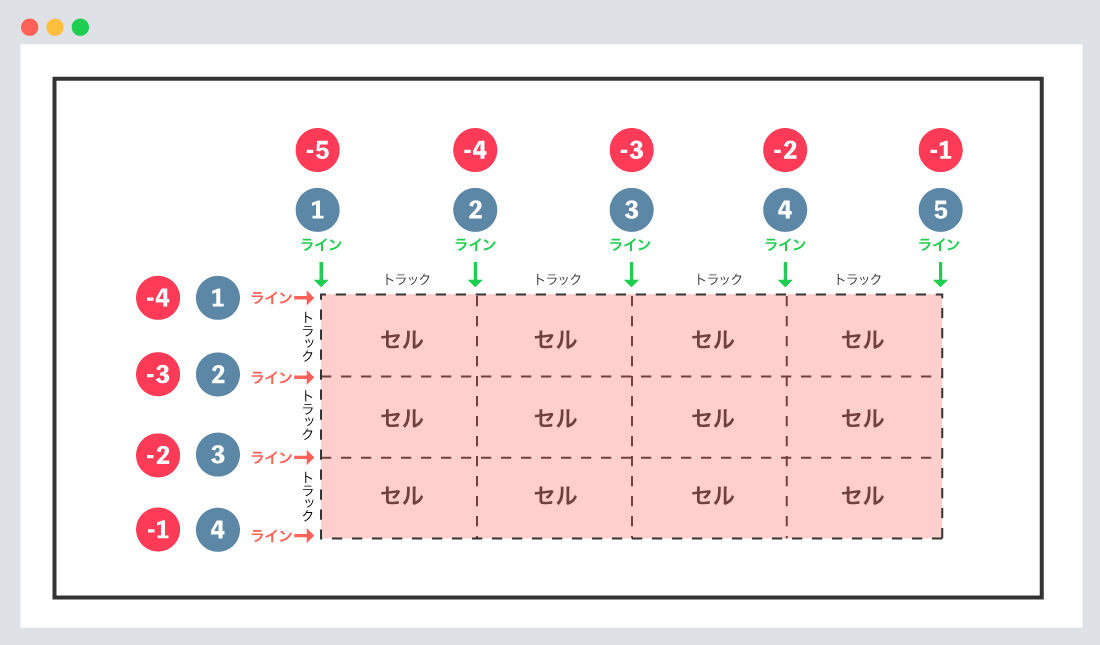 -5 -4 -3 -2 -1
1 2 3 4 5
ライン ライン ライン ライン ライン
トラック トラック トラック トラック
-4 1 ライン
トラック
セル セル セル セル
-3 2 ライン
トラック
セル セル セル セル
-2 3 ライン
トラック
セル セル セル セル
-1 4 ライン